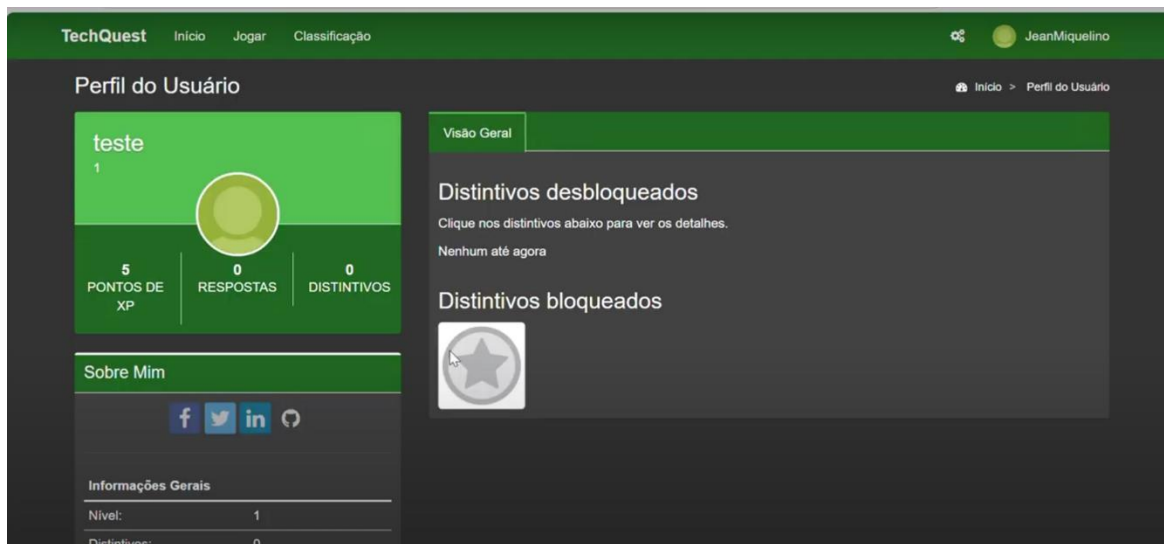 TechQuest Início Jogar Classificação JeanMiquelino
Perfil do Usuário
Início > Perfil do Usuário
teste
1
5
PONTOS DE
XP
0
RESPOSTAS
0
DISTINTIVOS
Sobre Mim
f in
Informações Gerais
Nível: 1
Distintivos: 0
Visão Geral
Distintivos desbloqueados
Clique nos distintivos abaixo para ver os detalhes.
Nenhum até agora
Distintivos bloqueados